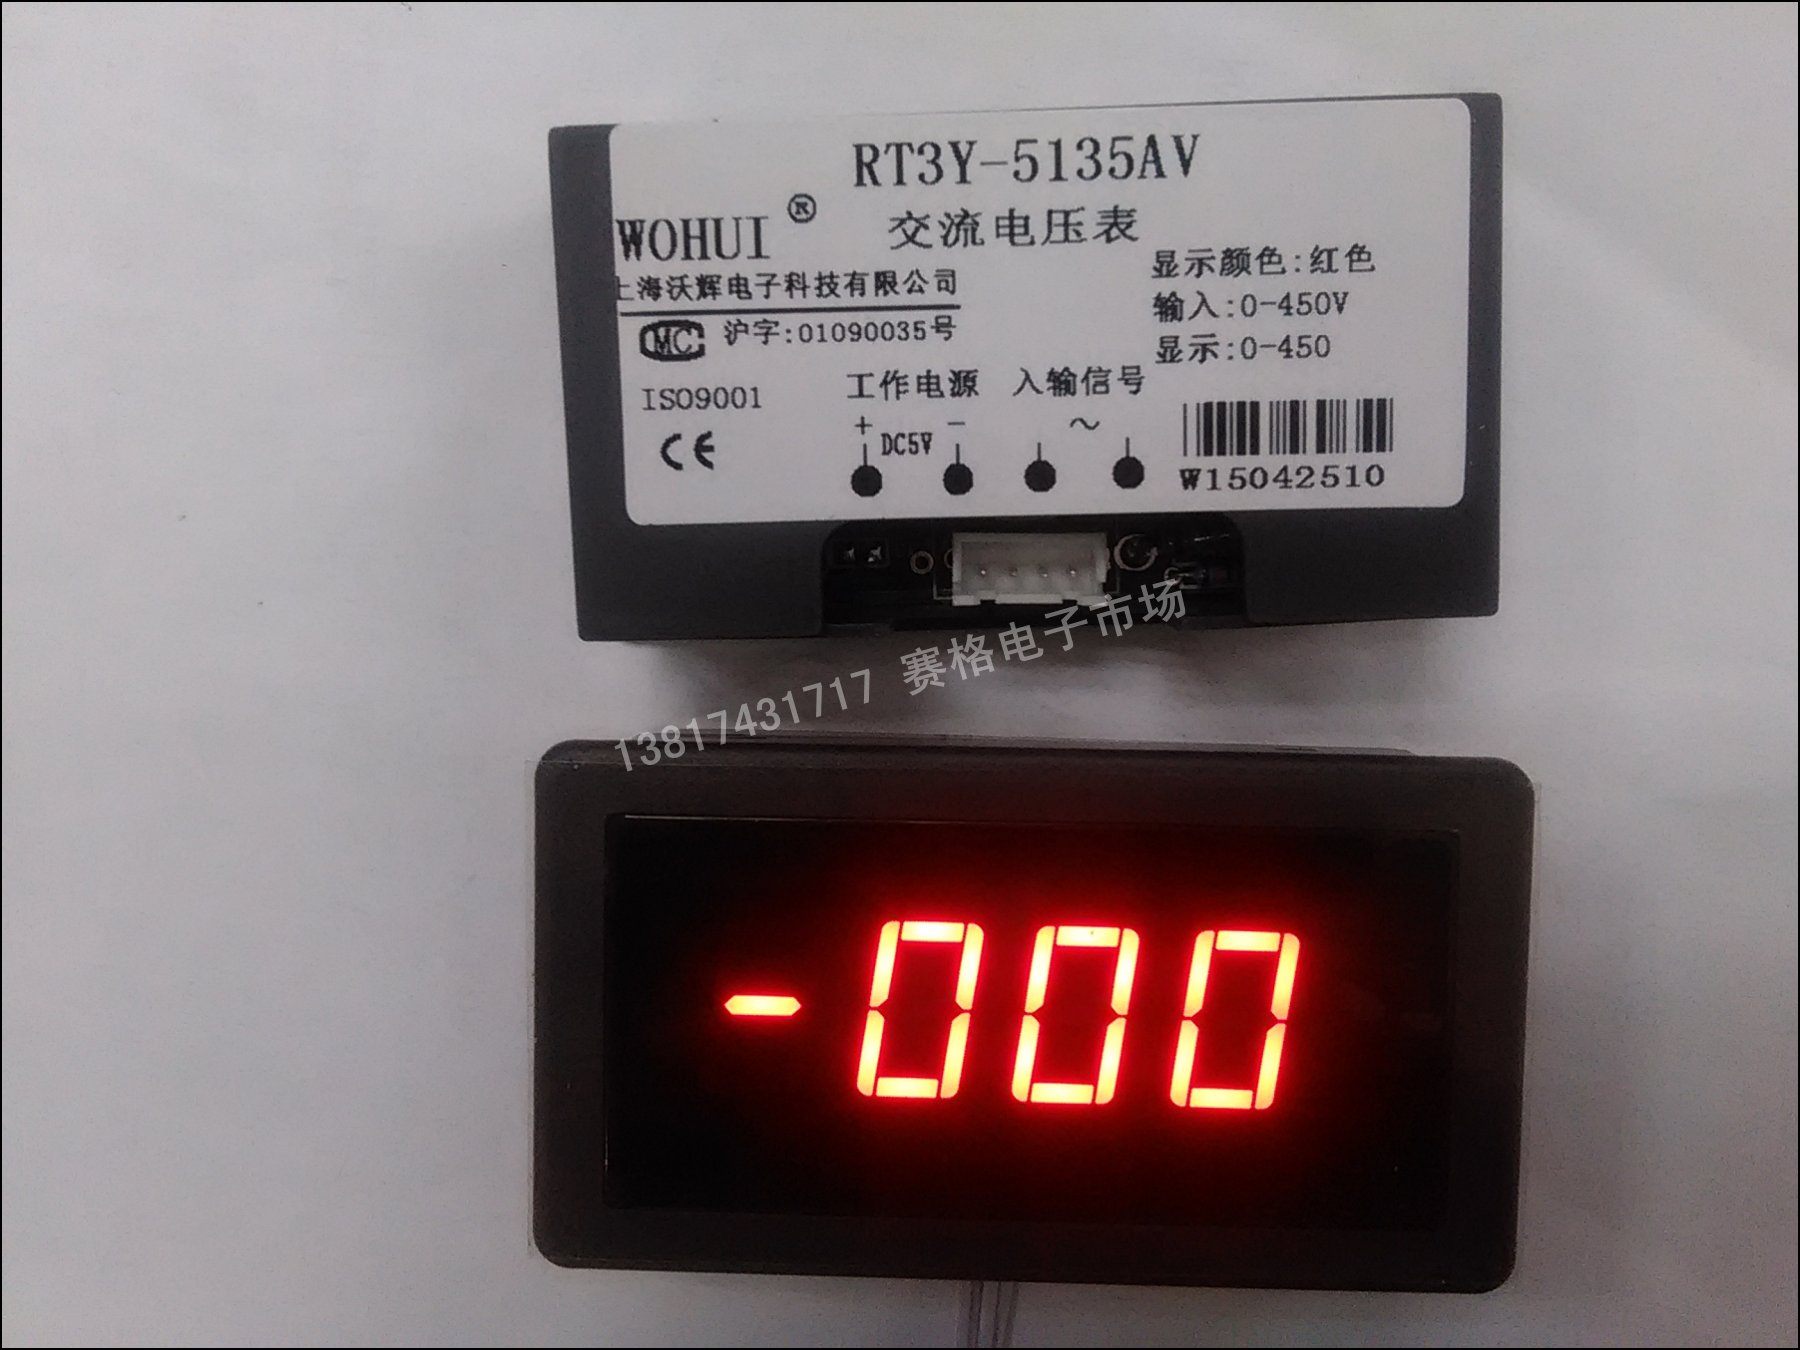 RT3Y-5135AV
WOHUI ®
交流电压表
上海沃辉电子科技有限公司
显示颜色:红色
输入:0-450V
显示:0-450
MC 沪字:01090035号
ISO9001
CE
工作电源 入输信号
+ DC5V - ~
W15042510
13817431717 赛格电子市场
-000